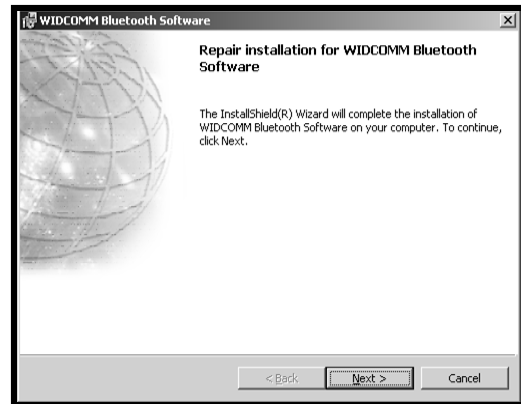 WIDCOMM Bluetooth Software
Repair installation for WIDCOMM Bluetooth
Software
The InstallShield(R) Wizard will complete the installation of
WIDCOMM Bluetooth Software on your computer. To continue,
click Next.
< Back
Next >
Cancel